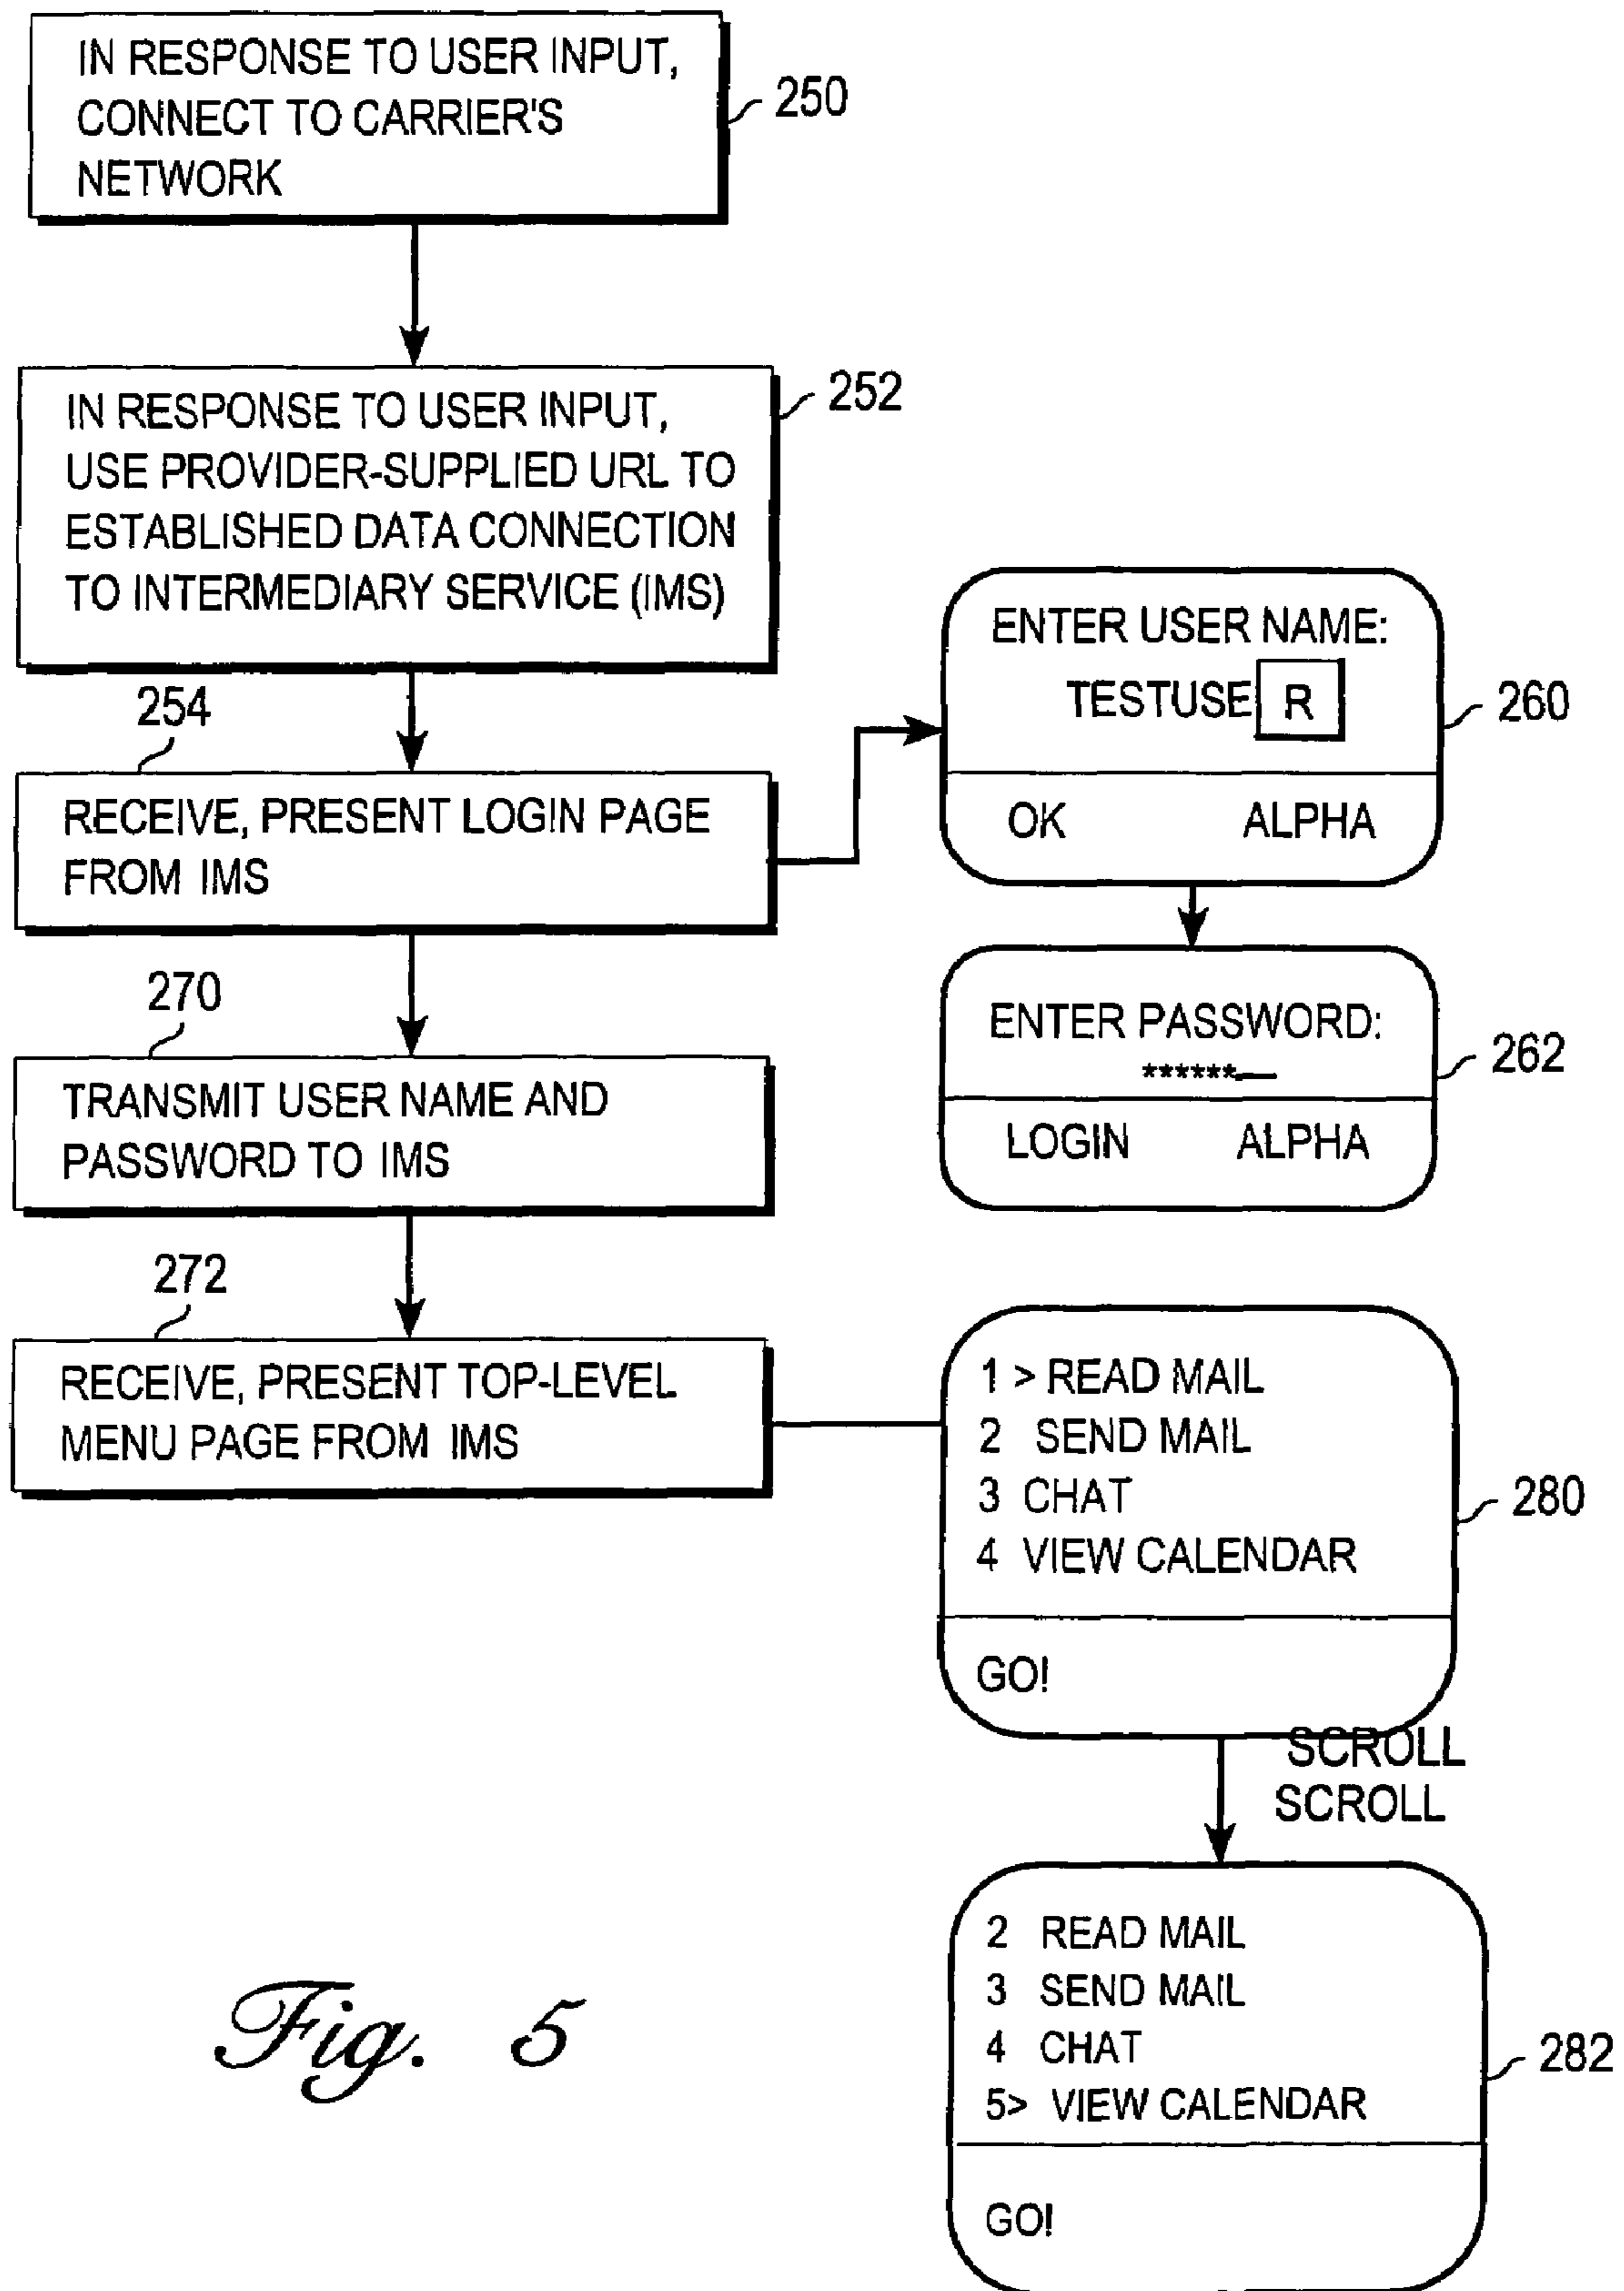 IN RESPONSE TO USER INPUT,
CONNECT TO CARRIER'S
NETWORK
250
IN RESPONSE TO USER INPUT,
USE PROVIDER-SUPPLIED URL TO
ESTABLISHED DATA CONNECTION
TO INTERMEDIARY SERVICE (IMS)
252
254
RECEIVE, PRESENT LOGIN PAGE
FROM IMS
ENTER USER NAME:
TESTUSE R
OK ALPHA
260
ENTER PASSWORD:
******
LOGIN ALPHA
262
270
TRANSMIT USER NAME AND
PASSWORD TO IMS
272
RECEIVE, PRESENT TOP-LEVEL
MENU PAGE FROM IMS
1 > READ MAIL
2 SEND MAIL
3 CHAT
4 VIEW CALENDAR
GO!
280
SCROLL
SCROLL
2 READ MAIL
3 SEND MAIL
4 CHAT
5> VIEW CALENDAR
GO!
282
Fig. 5